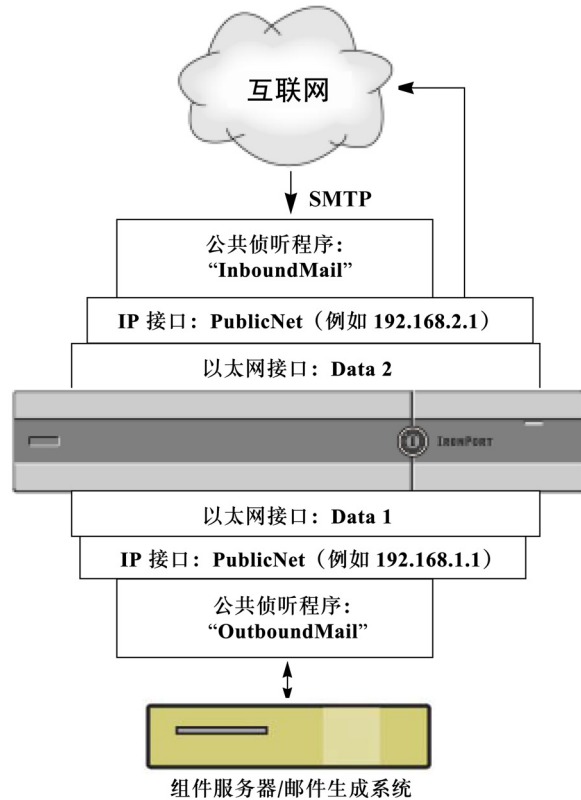 互联网
SMTP
公共侦听程序：
“InboundMail”
IP 接口：PublicNet（例如 192.168.2.1）
以太网接口：Data 2
IRONPORT
以太网接口：Data 1
IP 接口：PublicNet（例如 192.168.1.1）
公共侦听程序：
“OutboundMail”
组件服务器/邮件生成系统